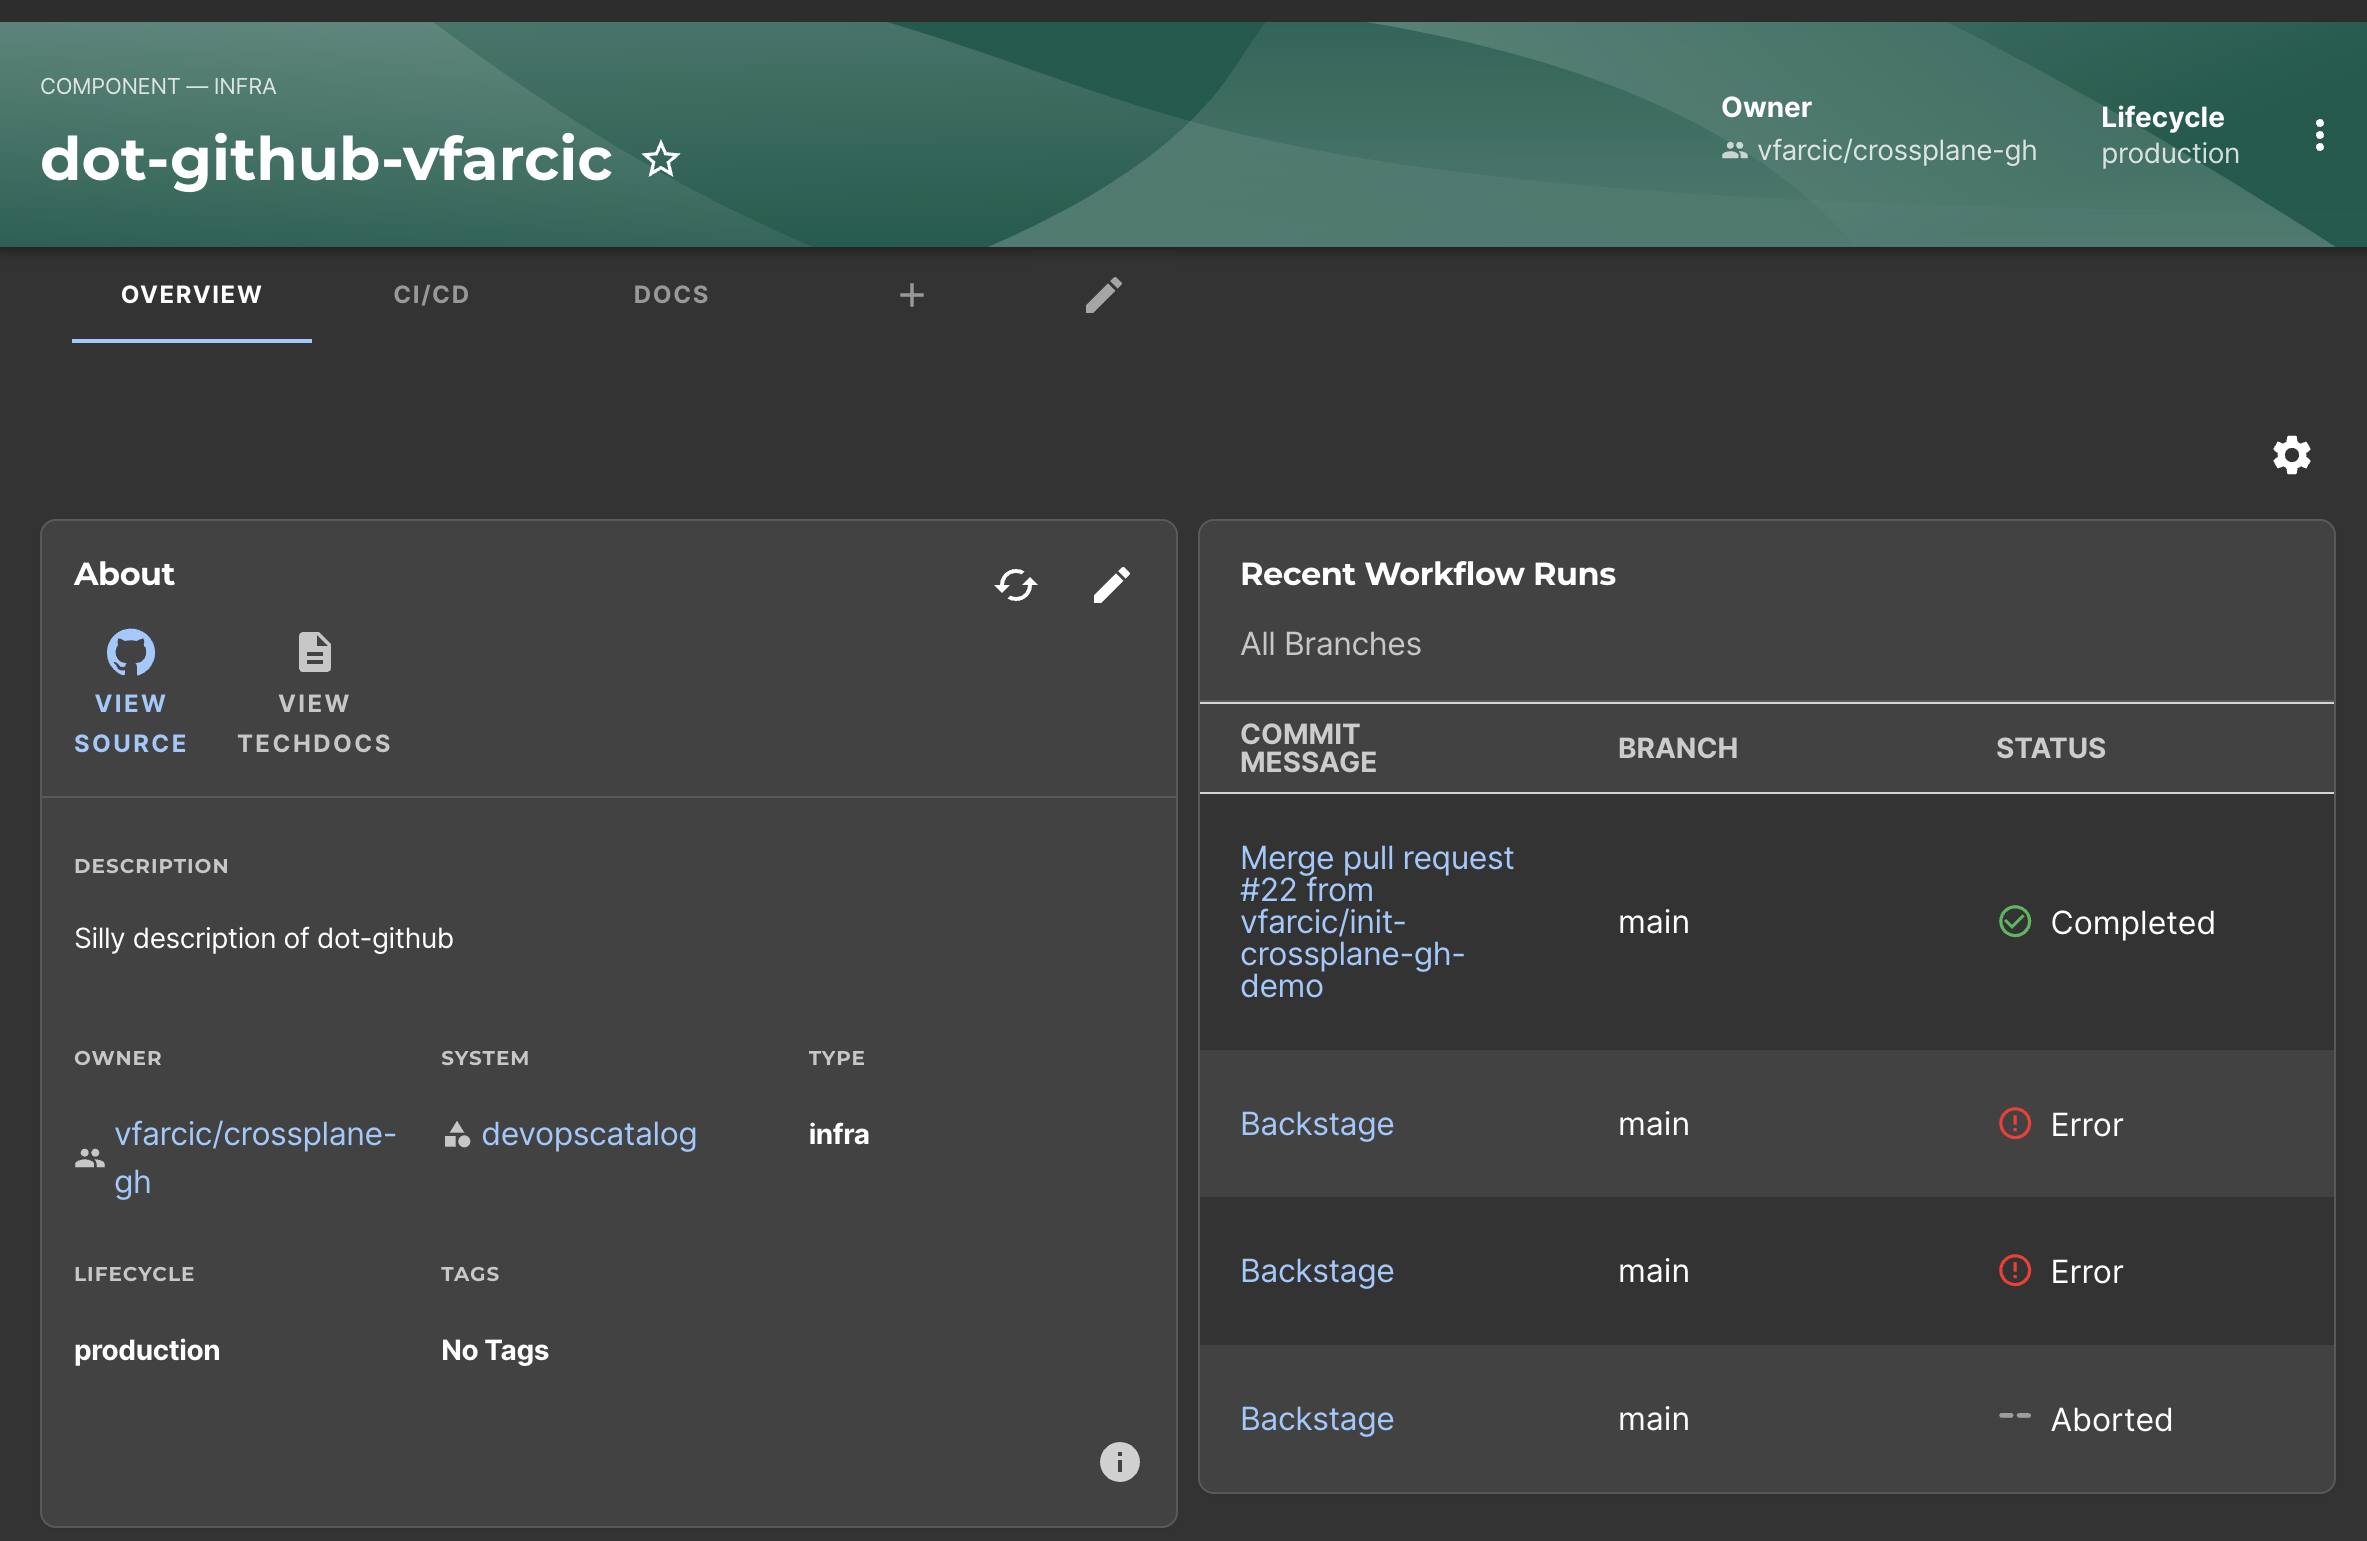 COMPONENT — INFRA
dot-github-vfarcic
Owner
vfarcic/crossplane-gh
Lifecycle
production
OVERVIEW
CI/CD
DOCS
+
About
VIEW
SOURCE
VIEW
TECHDOCS
DESCRIPTION
Silly description of dot-github
OWNER
vfarcic/crossplane-
gh
SYSTEM
devopscatalog
TYPE
infra
LIFECYCLE
production
TAGS
No Tags
Recent Workflow Runs
All Branches
COMMIT
MESSAGE
BRANCH
STATUS
Merge pull request
#22 from
vfarcic/init-
crossplane-gh-
demo
main
Completed
Backstage
main
Error
Backstage
main
Error
Backstage
main
Aborted